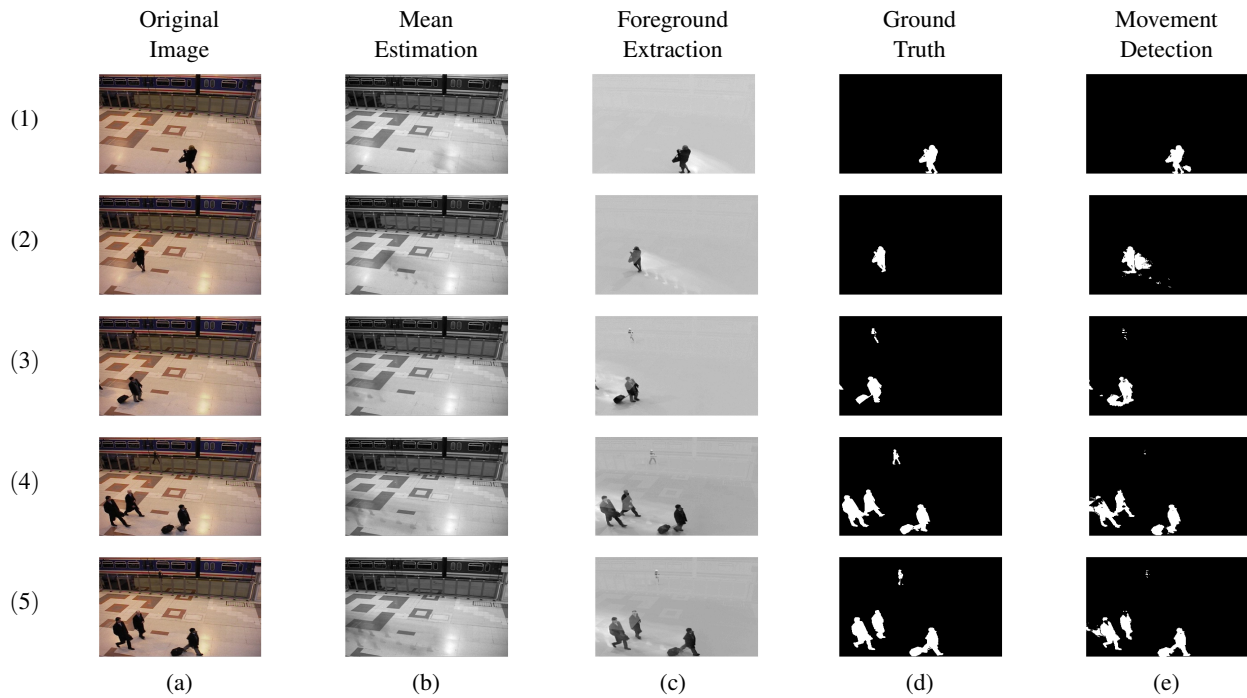 Original Image
Mean Estimation
Foreground Extraction
Ground Truth
Movement Detection
(1)
(2)
(3)
(4)
(5)
(a)
(b)
(c)
(d)
(e)